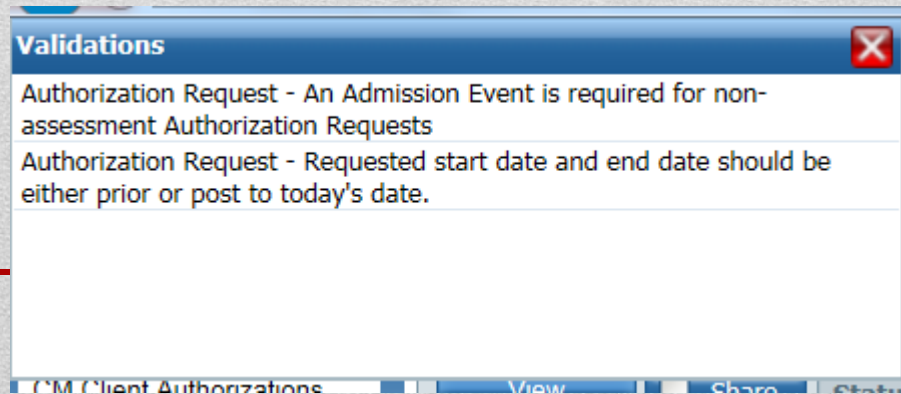 Validations
Authorization Request - An Admission Event is required for non-
assessment Authorization Requests
Authorization Request - Requested start date and end date should be
either prior or post to today's date.
CM Client Authorizations
View
Share
Statu